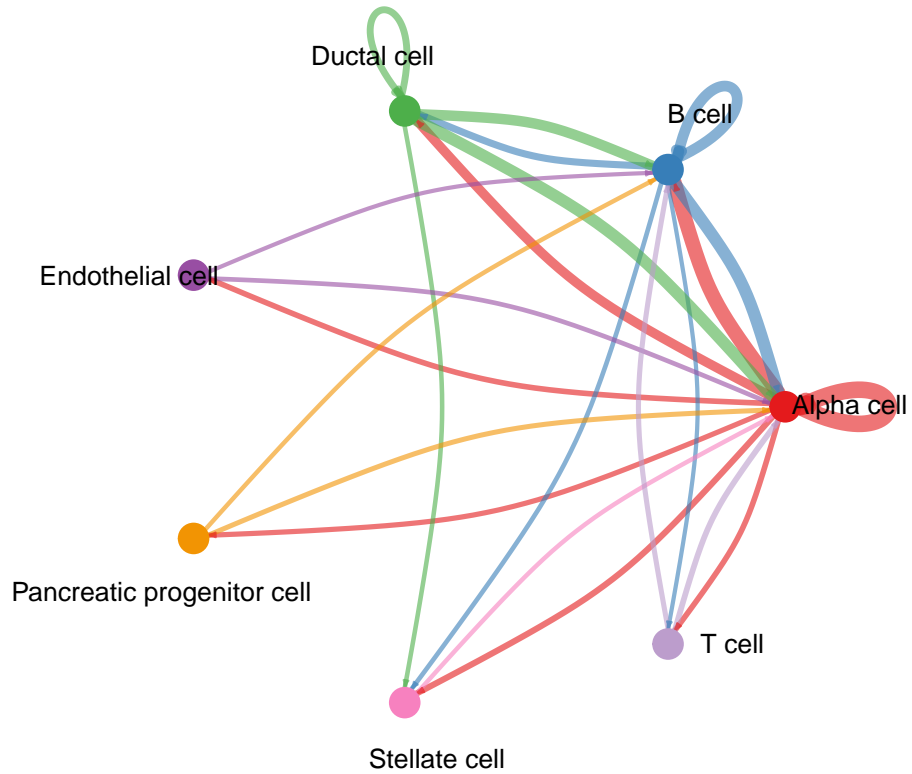 Ductal cell
B cell
Endothelial cell
Alpha cell
Pancreatic progenitor cell
T cell
Stellate cell